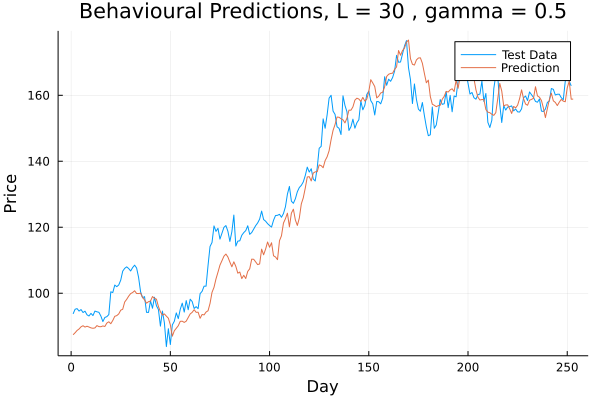 Behavioural Predictions, L = 30 , gamma = 0.5
Test Data
Prediction
160
140
120
100
Price
0
50
100
150
200
250
Day